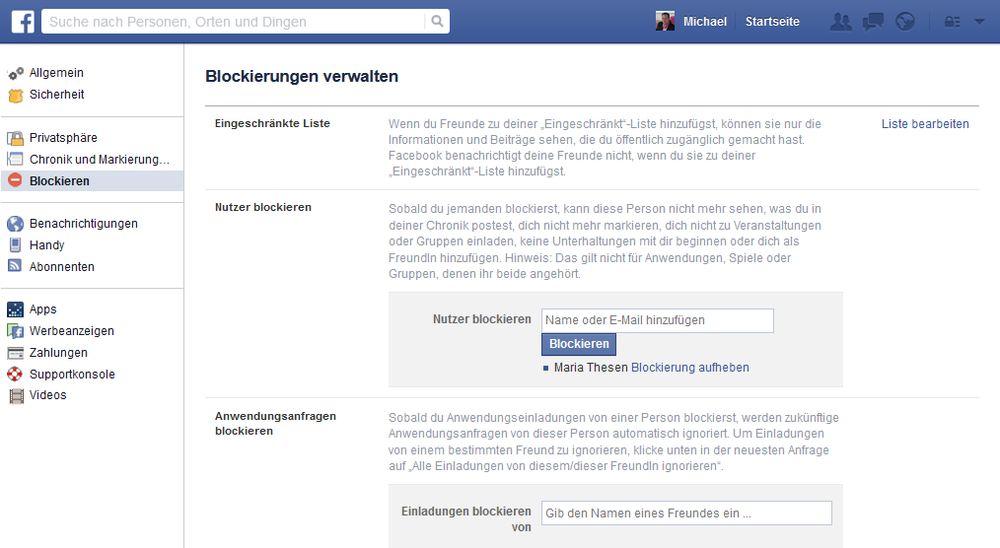 f
Suche nach Personen, Orten und Dingen
Michael
Startseite
Allgemein
Sicherheit
Privatsphäre
Chronik und Markierung...
Blockieren
Benachrichtigungen
Handy
Abonnenten
Apps
Werbeanzeigen
Zahlungen
Supportkonsole
Videos
Blockierungen verwalten
Eingeschränkte Liste
Wenn du Freunde zu deiner „Eingeschränkt“-Liste hinzufügst, können sie nur die
Informationen und Beiträge sehen, die du öffentlich zugänglich gemacht hast.
Facebook benachrichtigt deine Freunde nicht, wenn du sie zu deiner
„Eingeschränkt“-Liste hinzufügst.
Liste bearbeiten
Nutzer blockieren
Sobald du jemanden blockierst, kann diese Person nicht mehr sehen, was du in
deiner Chronik postest, dich nicht mehr markieren, dich nicht zu Veranstaltungen
oder Gruppen einladen, keine Unterhaltungen mit dir beginnen oder dich als
FreundIn hinzufügen. Hinweis: Das gilt nicht für Anwendungen, Spiele oder
Gruppen, denen ihr beide angehört.
Nutzer blockieren
Name oder E-Mail hinzufügen
Blockieren
Maria Thesen Blockierung aufheben
Anwendungsanfragen
blockieren
Sobald du Anwendungseinladungen von einer Person blockierst, werden zukünftige
Anwendungsanfragen von dieser Person automatisch ignoriert. Um Einladungen
von einem bestimmten Freund zu ignorieren, klicke unten in der neuesten Anfrage
auf „Alle Einladungen von diesem/dieser FreundIn ignorieren“.
Einladungen blockieren
von
Gib den Namen eines Freundes ein ...